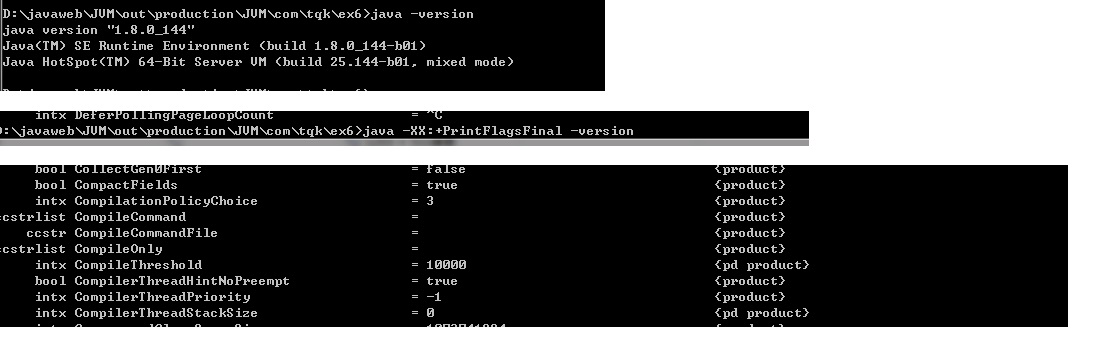 D:\javaweb\JVM\out\production\JVM\com\tqk\ex6>java -version
java version "1.8.0_144"
Java(TM) SE Runtime Environment (build 1.8.0_144-b01)
Java HotSpot(TM) 64-Bit Server VM (build 25.144-b01, mixed mode)
intx DeferPollingPageLoopCount = ^C
D:\javaweb\JVM\out\production\JVM\com\tqk\ex6>java -XX:+PrintFlagsFinal -version
bool CollectGen0First = false {product}
bool CompactFields = true {product}
intx CompilationPolicyChoice = 3 {product}
ccstrlist CompileCommand = {product}
ccstr CompileCommandFile = {product}
ccstrlist CompileOnly = {product}
intx CompileThreshold = 10000 {pd product}
bool CompilerThreadHintNoPreempt = true {product}
intx CompilerThreadPriority = -1 {product}
intx CompilerThreadStackSize = 0 {pd product}